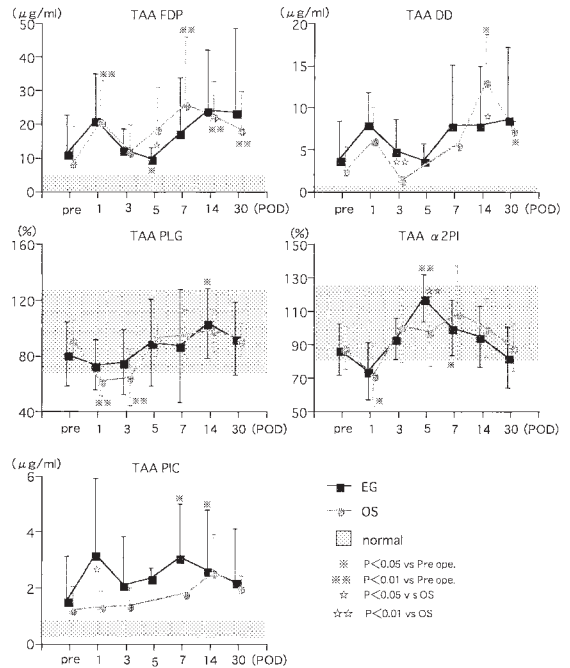 (μg/ml) TAA FDP
50
40
30
20
10
0
※※ ※※ ☆ ※ ※※ ※※
pre 1 3 5 7 14 30 (POD)
(μg/ml) TAA DD
20
15
10
5
0
☆☆ ※ ☆ ※
pre 1 3 5 7 14 30 (POD)
(%) TAA PLG
160
120
80
40
※※ ※※ ※
pre 1 3 5 7 14 30 (POD)
(%) TAA α2PI
150
130
110
90
70
50
※ ※※ ☆☆ ※
pre 1 3 5 7 14 30 (POD)
(μg/ml) TAA PIC
6
4
2
0
☆ ※ ※
pre 1 3 5 7 14 30 (POD)
EG
OS
normal
※ P<0.05 vs Pre ope.
※※ P<0.01 vs Pre ope.
☆ P<0.05 v s OS
☆☆ P<0.01 vs OS